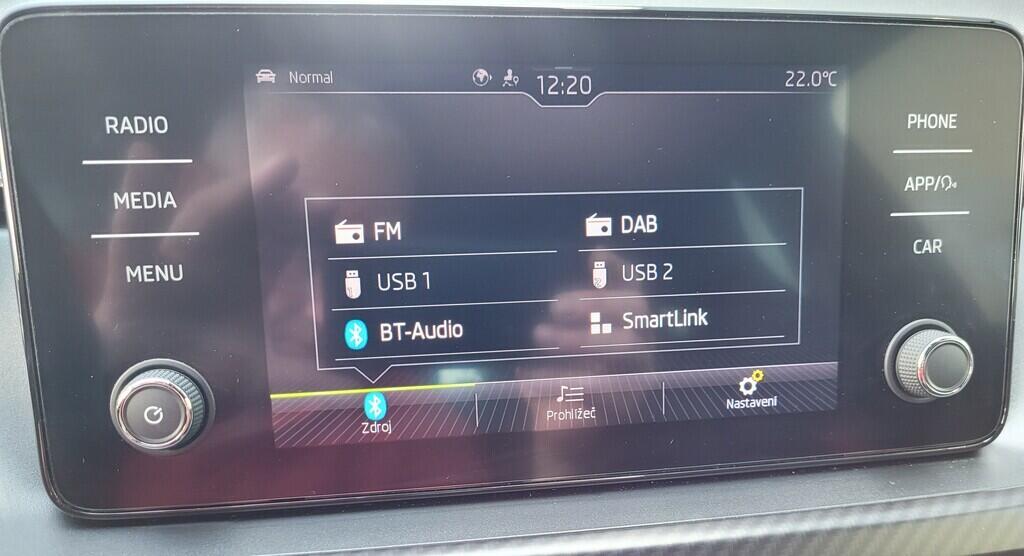 Normal 12:20 22.0°C
RADIO
MEDIA
MENU
FM DAB
USB 1 USB 2
BT-Audio SmartLink
Zdroj Prohlížeč Nastavení
PHONE
APP/
CAR